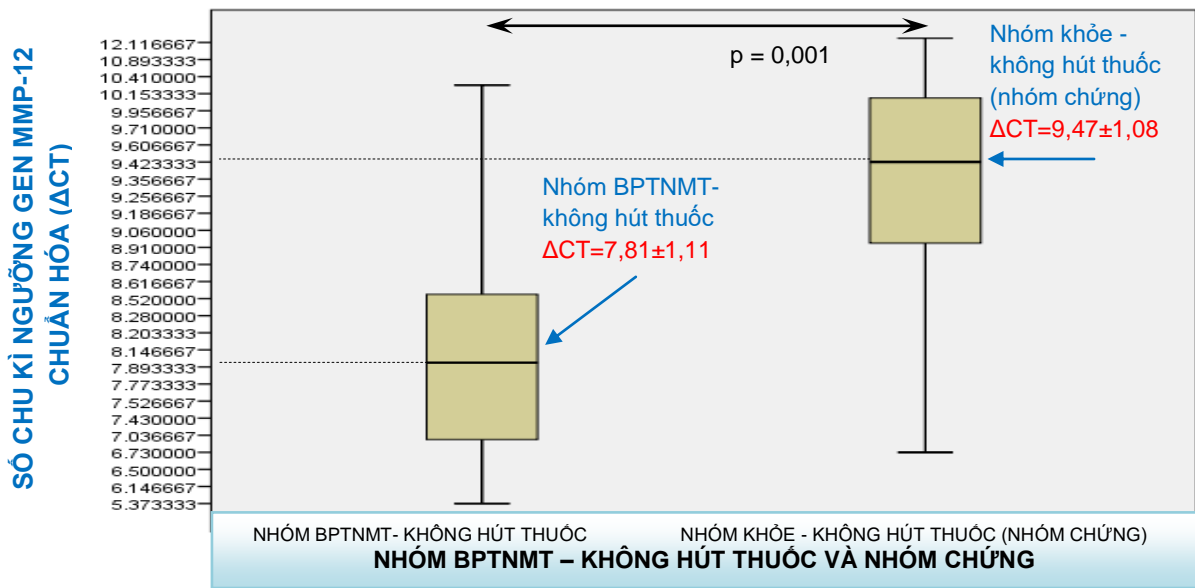 SỐ CHU KÌ NGƯỠNG GEN MMP-12
CHUẨN HÓA (ΔCT)
12.116667
10.893333
10.410000
10.153333
9.956667
9.710000
9.606667
9.423333
9.356667
9.256667
9.186667
9.060000
8.910000
8.740000
8.616667
8.520000
8.280000
8.203333
8.146667
7.893333
7.773333
7.526667
7.430000
7.036667
6.730000
6.500000
6.146667
5.373333
p = 0,001
Nhóm khỏe -
không hút thuốc
(nhóm chứng)
ΔCT=9,47±1,08
Nhóm BPTNMT-
không hút thuốc
ΔCT=7,81±1,11
NHÓM BPTNMT- KHÔNG HÚT THUỐC
NHÓM KHỎE - KHÔNG HÚT THUỐC (NHÓM CHỨNG)
NHÓM BPTNMT – KHÔNG HÚT THUỐC VÀ NHÓM CHỨNG